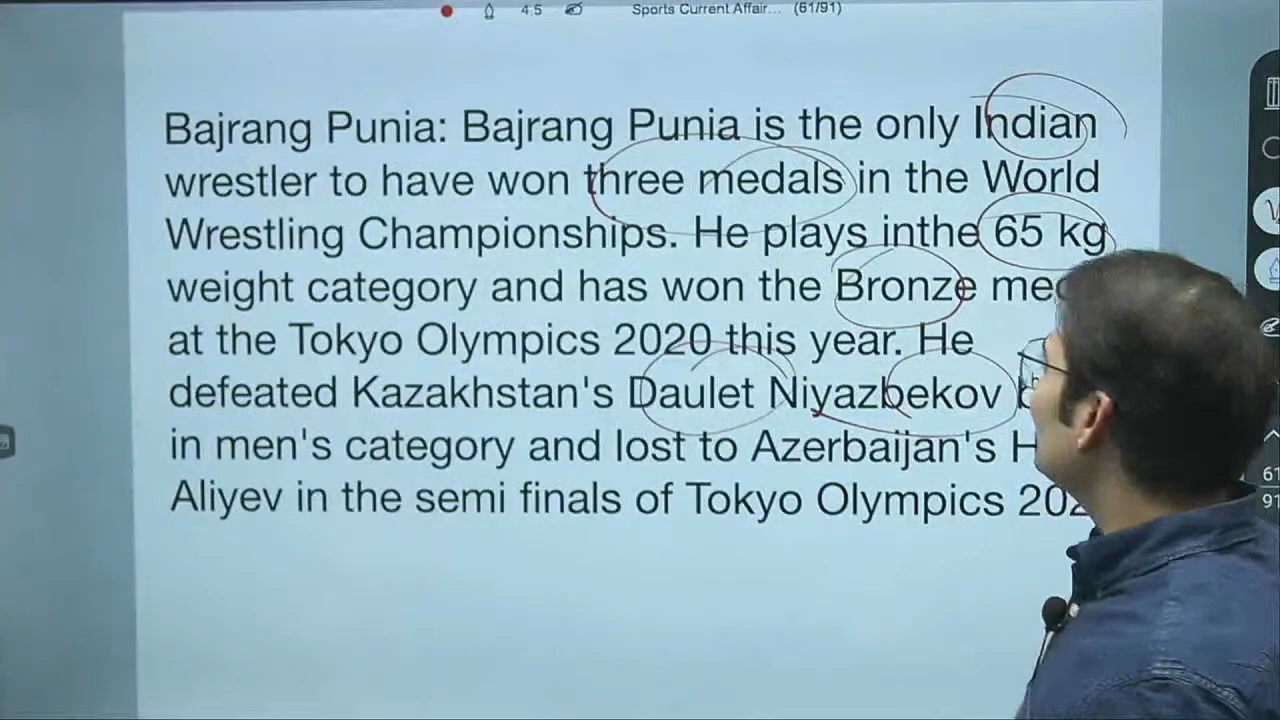 4.5 Sports Current Affair... (61/91)
Bajrang Punia: Bajrang Punia is the only Indian
wrestler to have won three medals in the World
Wrestling Championships. He plays inthe 65 kg
weight category and has won the Bronze
at the Tokyo Olympics 2020 this year. He
defeated Kazakhstan's Daulet Niyazbekov
in men's category and lost to Azerbaijan's
Aliyev in the semi finals of Tokyo Olympics
61
91